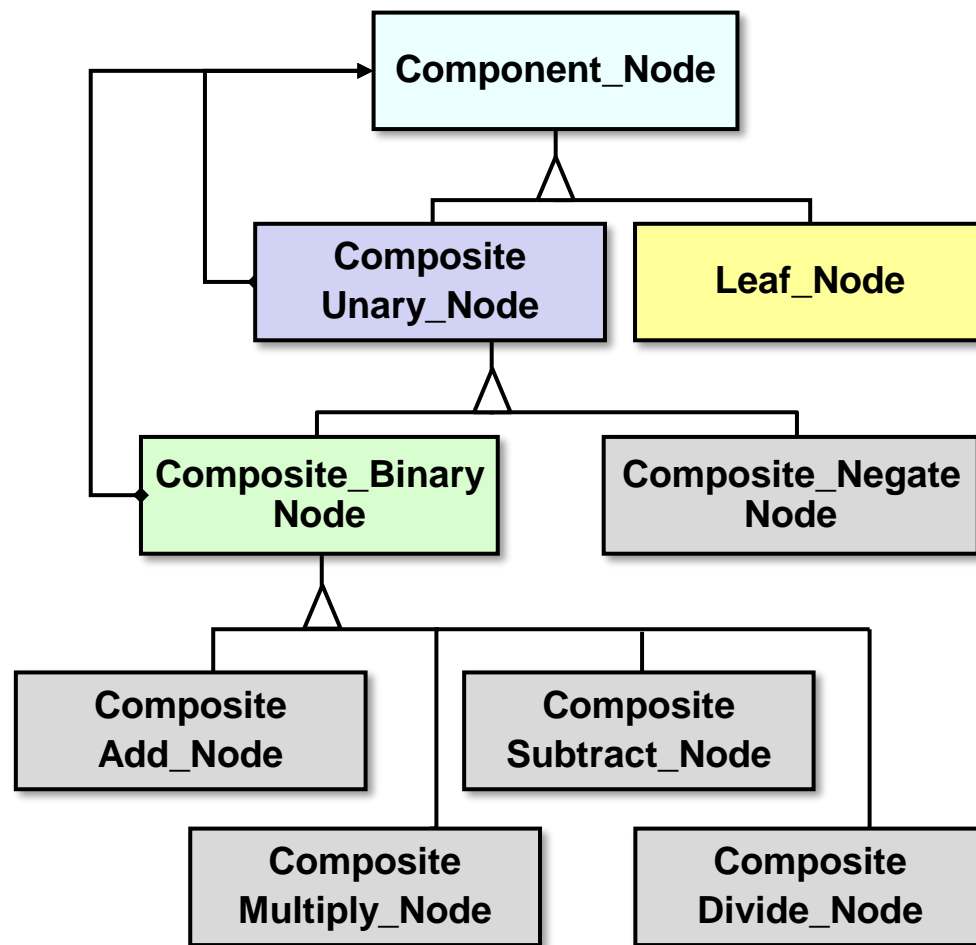 Component_Node
Composite
Unary_Node
Leaf_Node
Composite_Binary
Node
Composite_Negate
Node
Composite
Add_Node
Composite
Subtract_Node
Composite
Multiply_Node
Composite
Divide_Node